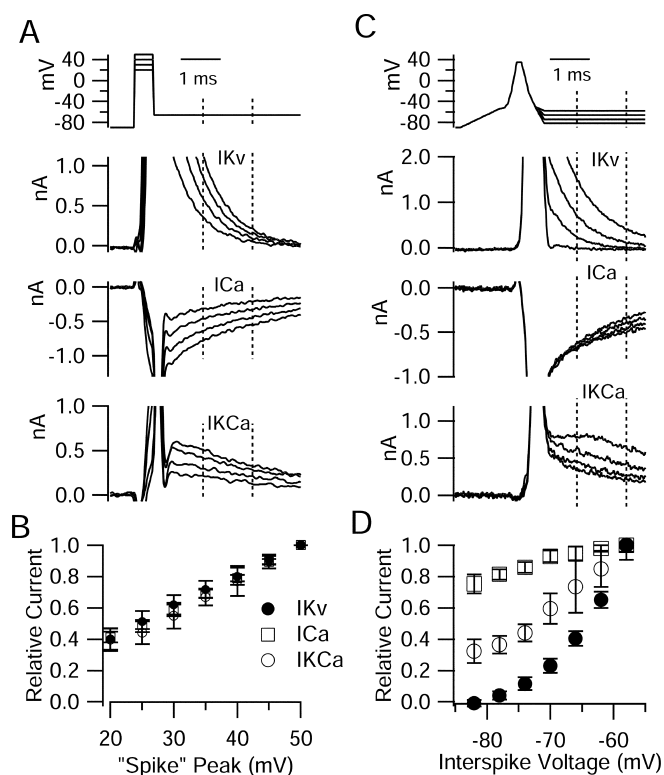 A
mV
40
0
-40
-80
1 ms
nA
1.0
0.5
0.0
IKv
nA
0.0
-0.5
-1.0
ICa
nA
1.0
0.5
0.0
IKCa
B
Relative Current
1.0
0.8
0.6
0.4
0.2
0.0
IKv
ICa
IKCa
20 30 40 50
"Spike" Peak (mV)
C
mV
40
0
-40
-80
1 ms
nA
2.0
1.0
0.0
IKv
nA
0.0
-0.5
-1.0
ICa
nA
1.0
0.5
0.0
IKCa
D
Relative Current
1.0
0.8
0.6
0.4
0.2
0.0
-80 -70 -60
Interspike Voltage (mV)